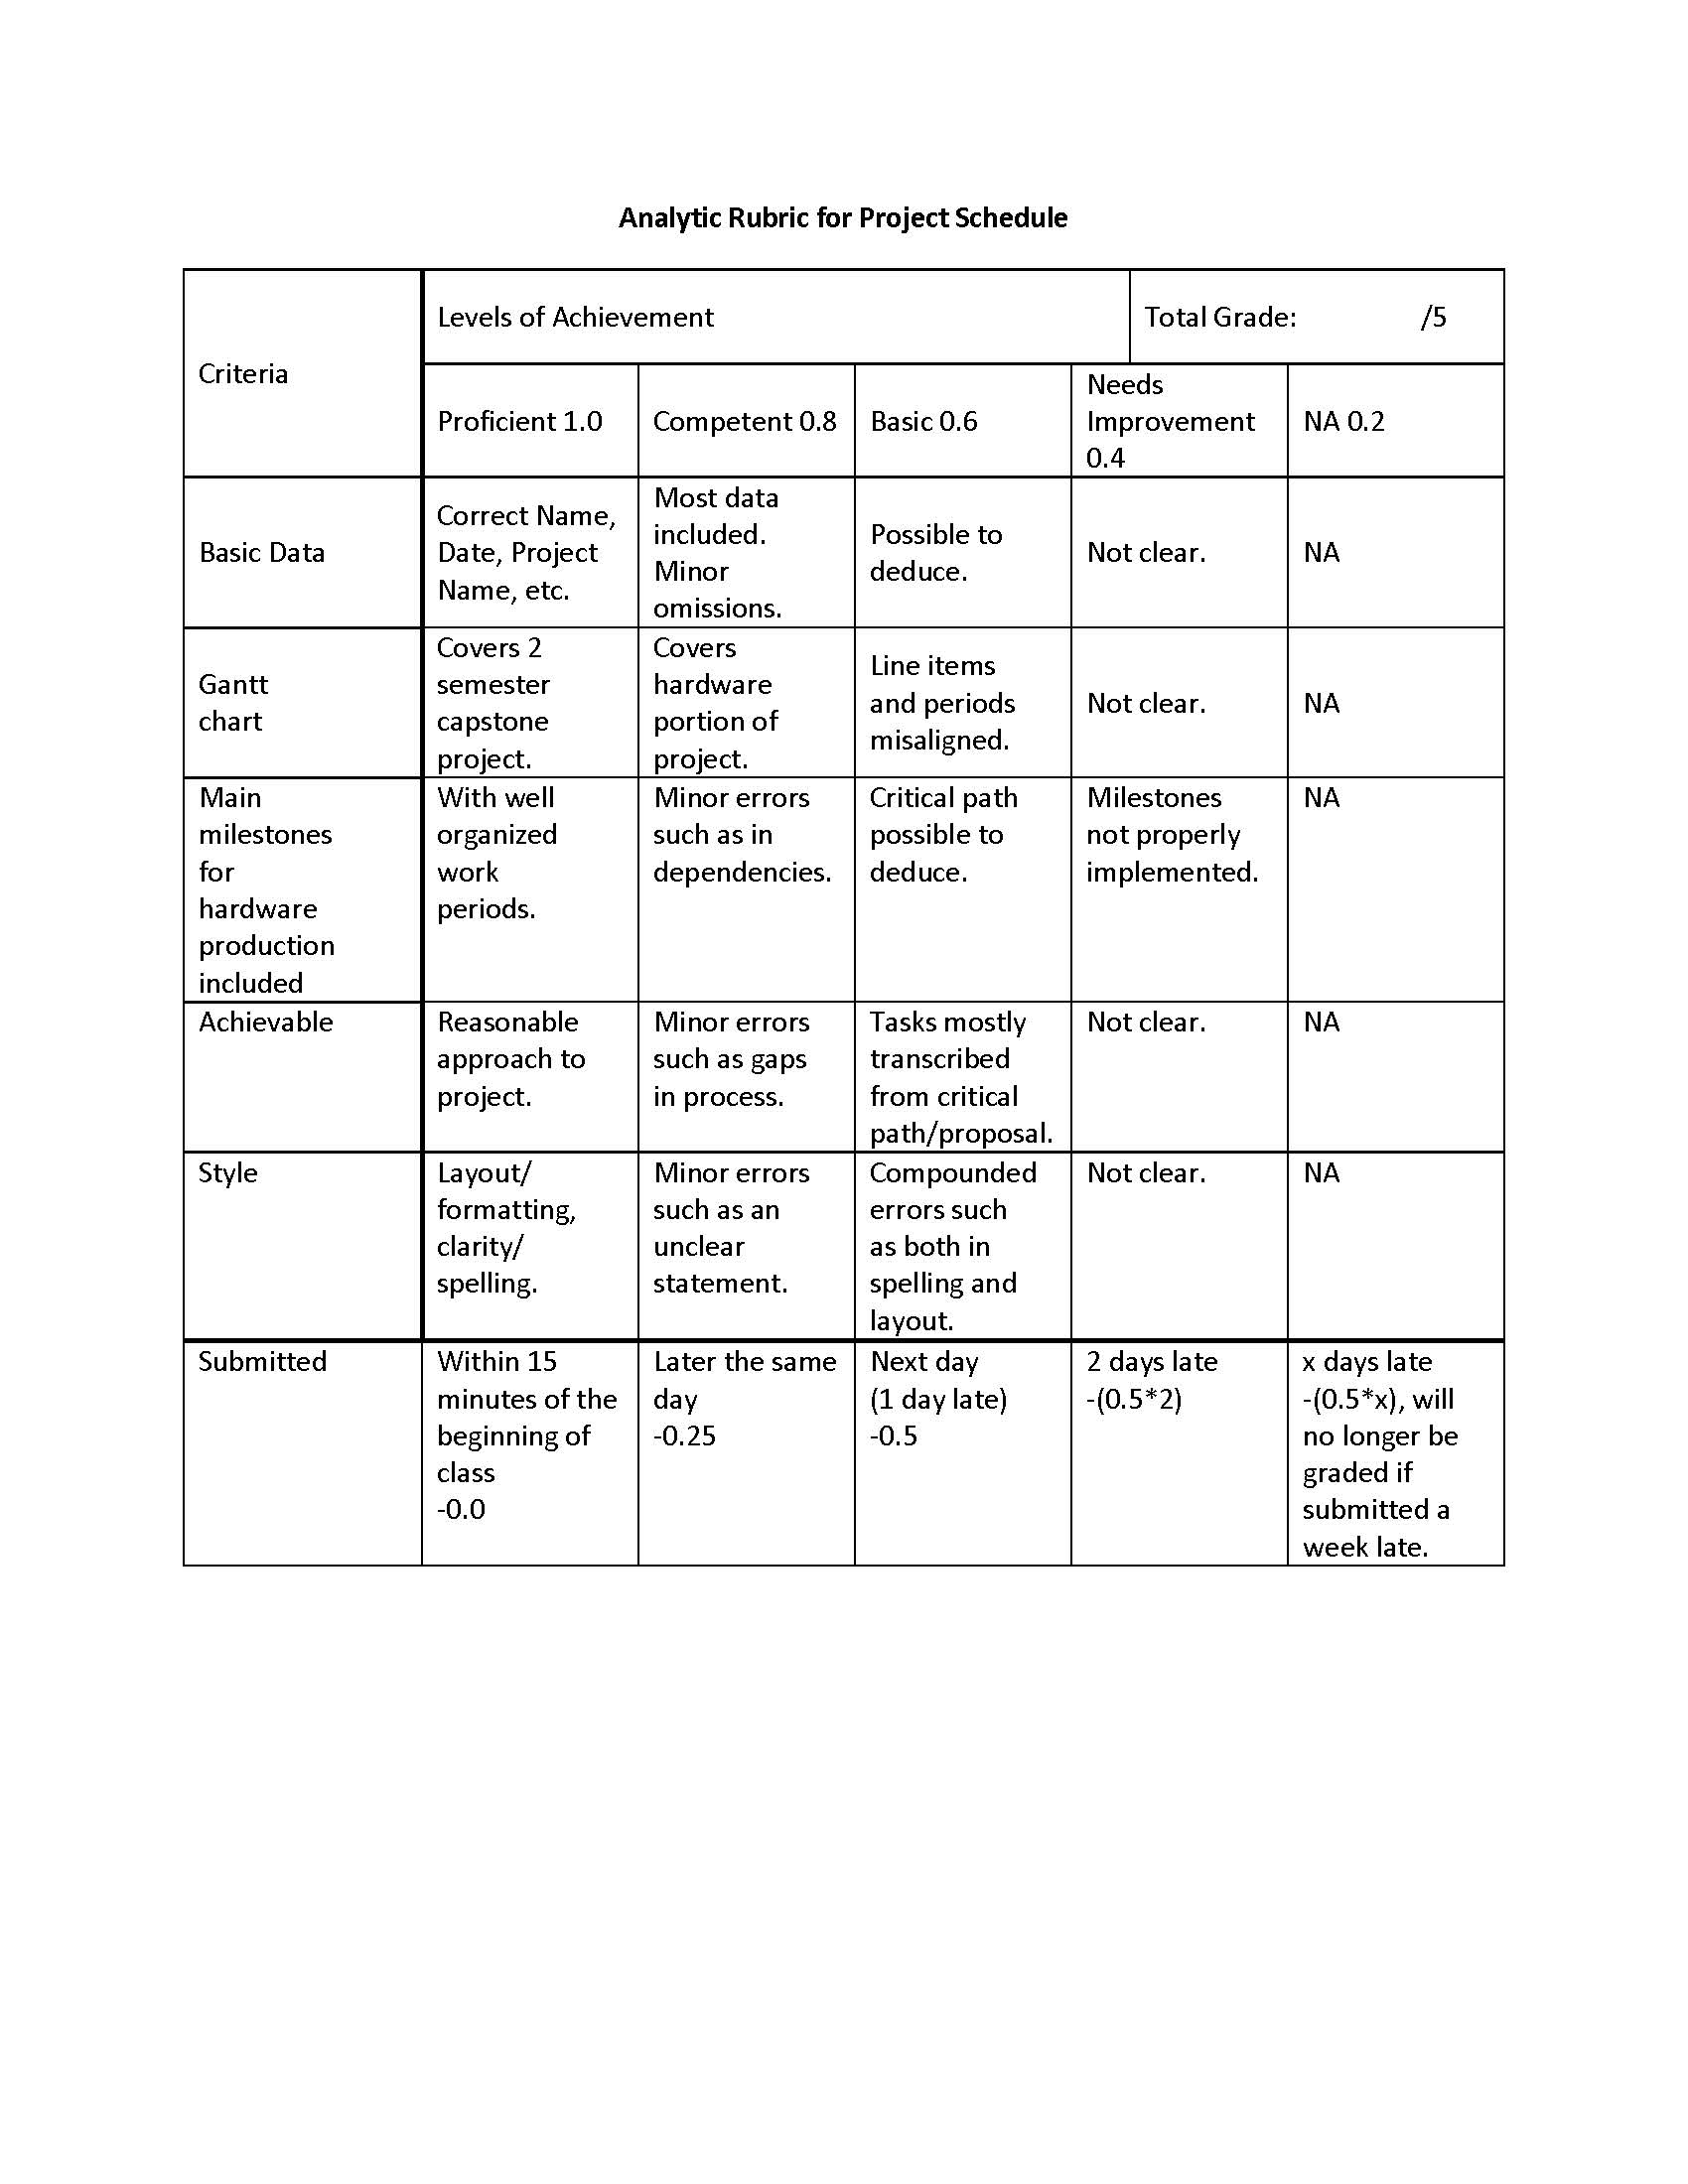 Analytic Rubric for Project Schedule
Criteria
Levels of Achievement
Total Grade: /5
Proficient 1.0
Competent 0.8
Basic 0.6
Needs
Improvement
0.4
NA 0.2
Basic Data
Correct Name,
Date, Project
Name, etc.
Most data
included.
Minor
omissions.
Possible to
deduce.
Not clear.
NA
Gantt
chart
Covers 2
semester
capstone
project.
Covers
hardware
portion of
project.
Line items
and periods
misaligned.
Not clear.
NA
Main
milestones
for
hardware
production
included
With well
organized
work
periods.
Minor errors
such as in
dependencies.
Critical path
possible to
deduce.
Milestones
not properly
implemented.
NA
Achievable
Reasonable
approach to
project.
Minor errors
such as gaps
in process.
Tasks mostly
transcribed
from critical
path/proposal.
Not clear.
NA
Style
Layout/
formatting,
clarity/
spelling.
Minor errors
such as an
unclear
statement.
Compounded
errors such
as both in
spelling and
layout.
Not clear.
NA
Submitted
Within 15
minutes of the
beginning of
class
-0.0
Later the same
day
-0.25
Next day
(1 day late)
-0.5
2 days late
-(0.5*2)
x days late
-(0.5*x), will
no longer be
graded if
submitted a
week late.